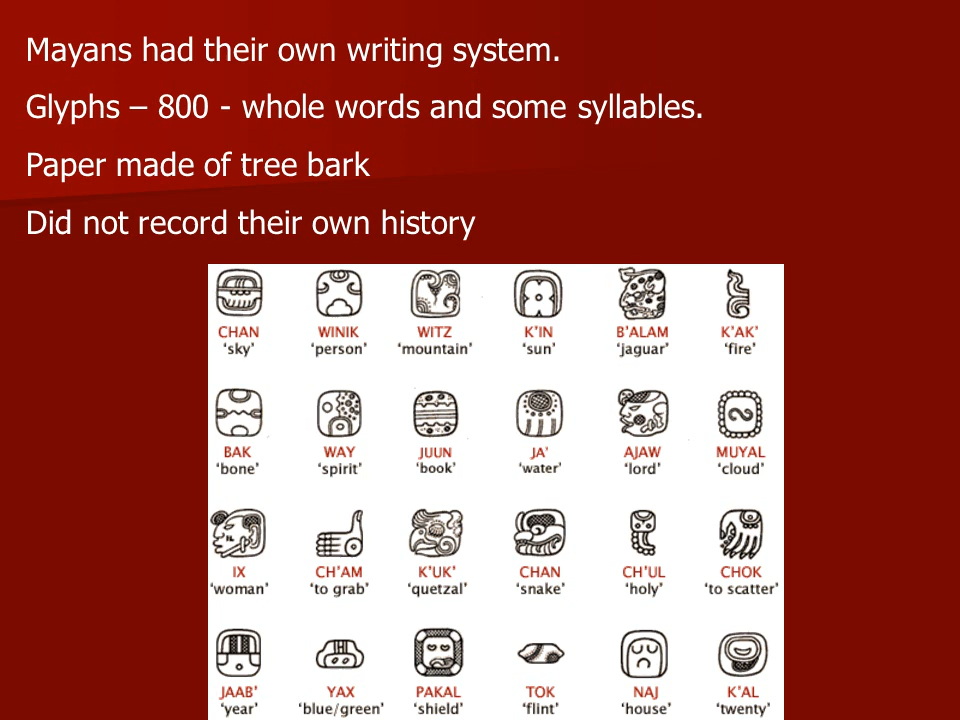 Mayans had their own writing system.
Glyphs – 800 - whole words and some syllables.
Paper made of tree bark
Did not record their own history
CHAN WINIK WITZ K'IN B'ALAM K'AK'
'sky' 'person' 'mountain' 'sun' 'jaguar' 'fire'
BAK WAY JUUN JA' AJAW MUYAL
'bone' 'spirit' 'book' 'water' 'lord' 'cloud'
IX CH'AM K'UK' CHAN CH'UL CHOK
'woman' 'to grab' 'quetzal' 'snake' 'holy' 'to scatter'
JAAB' YAX PAKAL TOK NAJ K'AL
'year' 'blue/green' 'shield' 'flint' 'house' 'twenty'